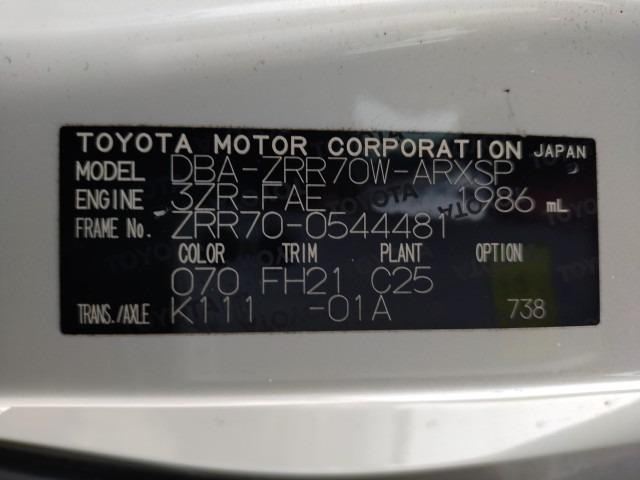 TOYOTA MOTOR CORPORATION JAPAN
MODEL DBA-ZRR70W-ARXSP
ENGINE 3ZR-FAE 1986 mL
FRAME No. ZRR70-0544481
COLOR TRIM PLANT OPTION
070 FH21 C25
TRANS./AXLE K111 -01A 738